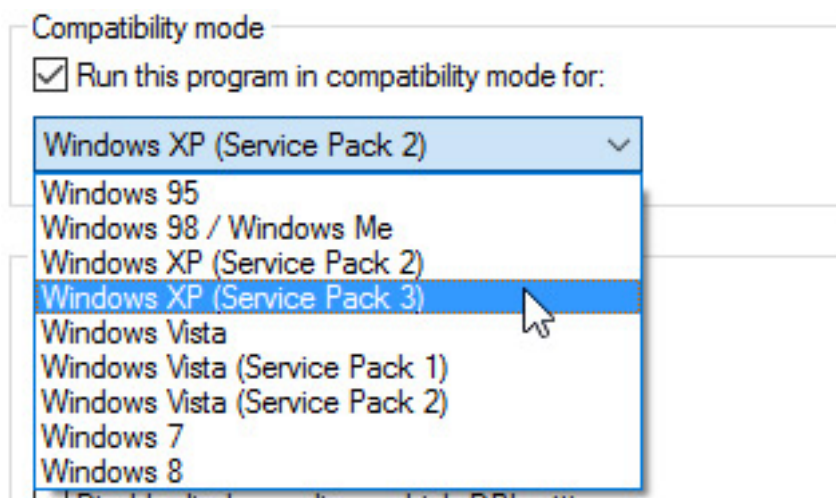 Compatibility mode
Run this program in compatibility mode for:
Windows XP (Service Pack 2)
Windows 95
Windows 98 / Windows Me
Windows XP (Service Pack 2)
Windows XP (Service Pack 3)
Windows Vista
Windows Vista (Service Pack 1)
Windows Vista (Service Pack 2)
Windows 7
Windows 8